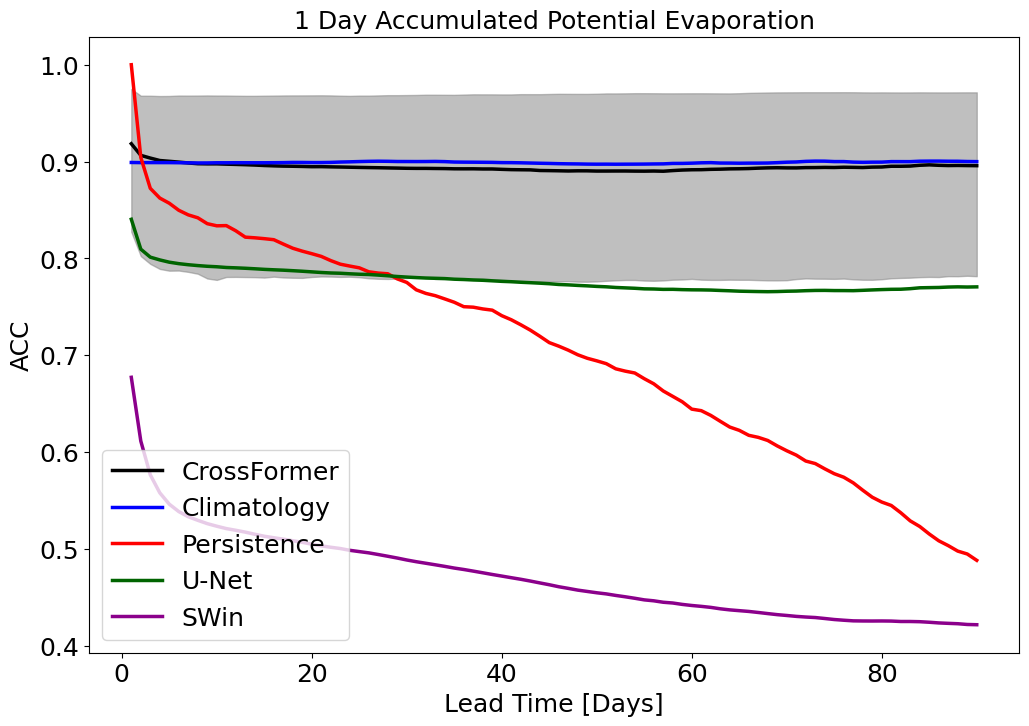 1 Day Accumulated Potential Evaporation
1.0
0.9
0.8
0.7
0.6
0.5
0.4
ACC
CrossFormer
Climatology
Persistence
U-Net
SWin
0 20 40 60 80
Lead Time [Days]